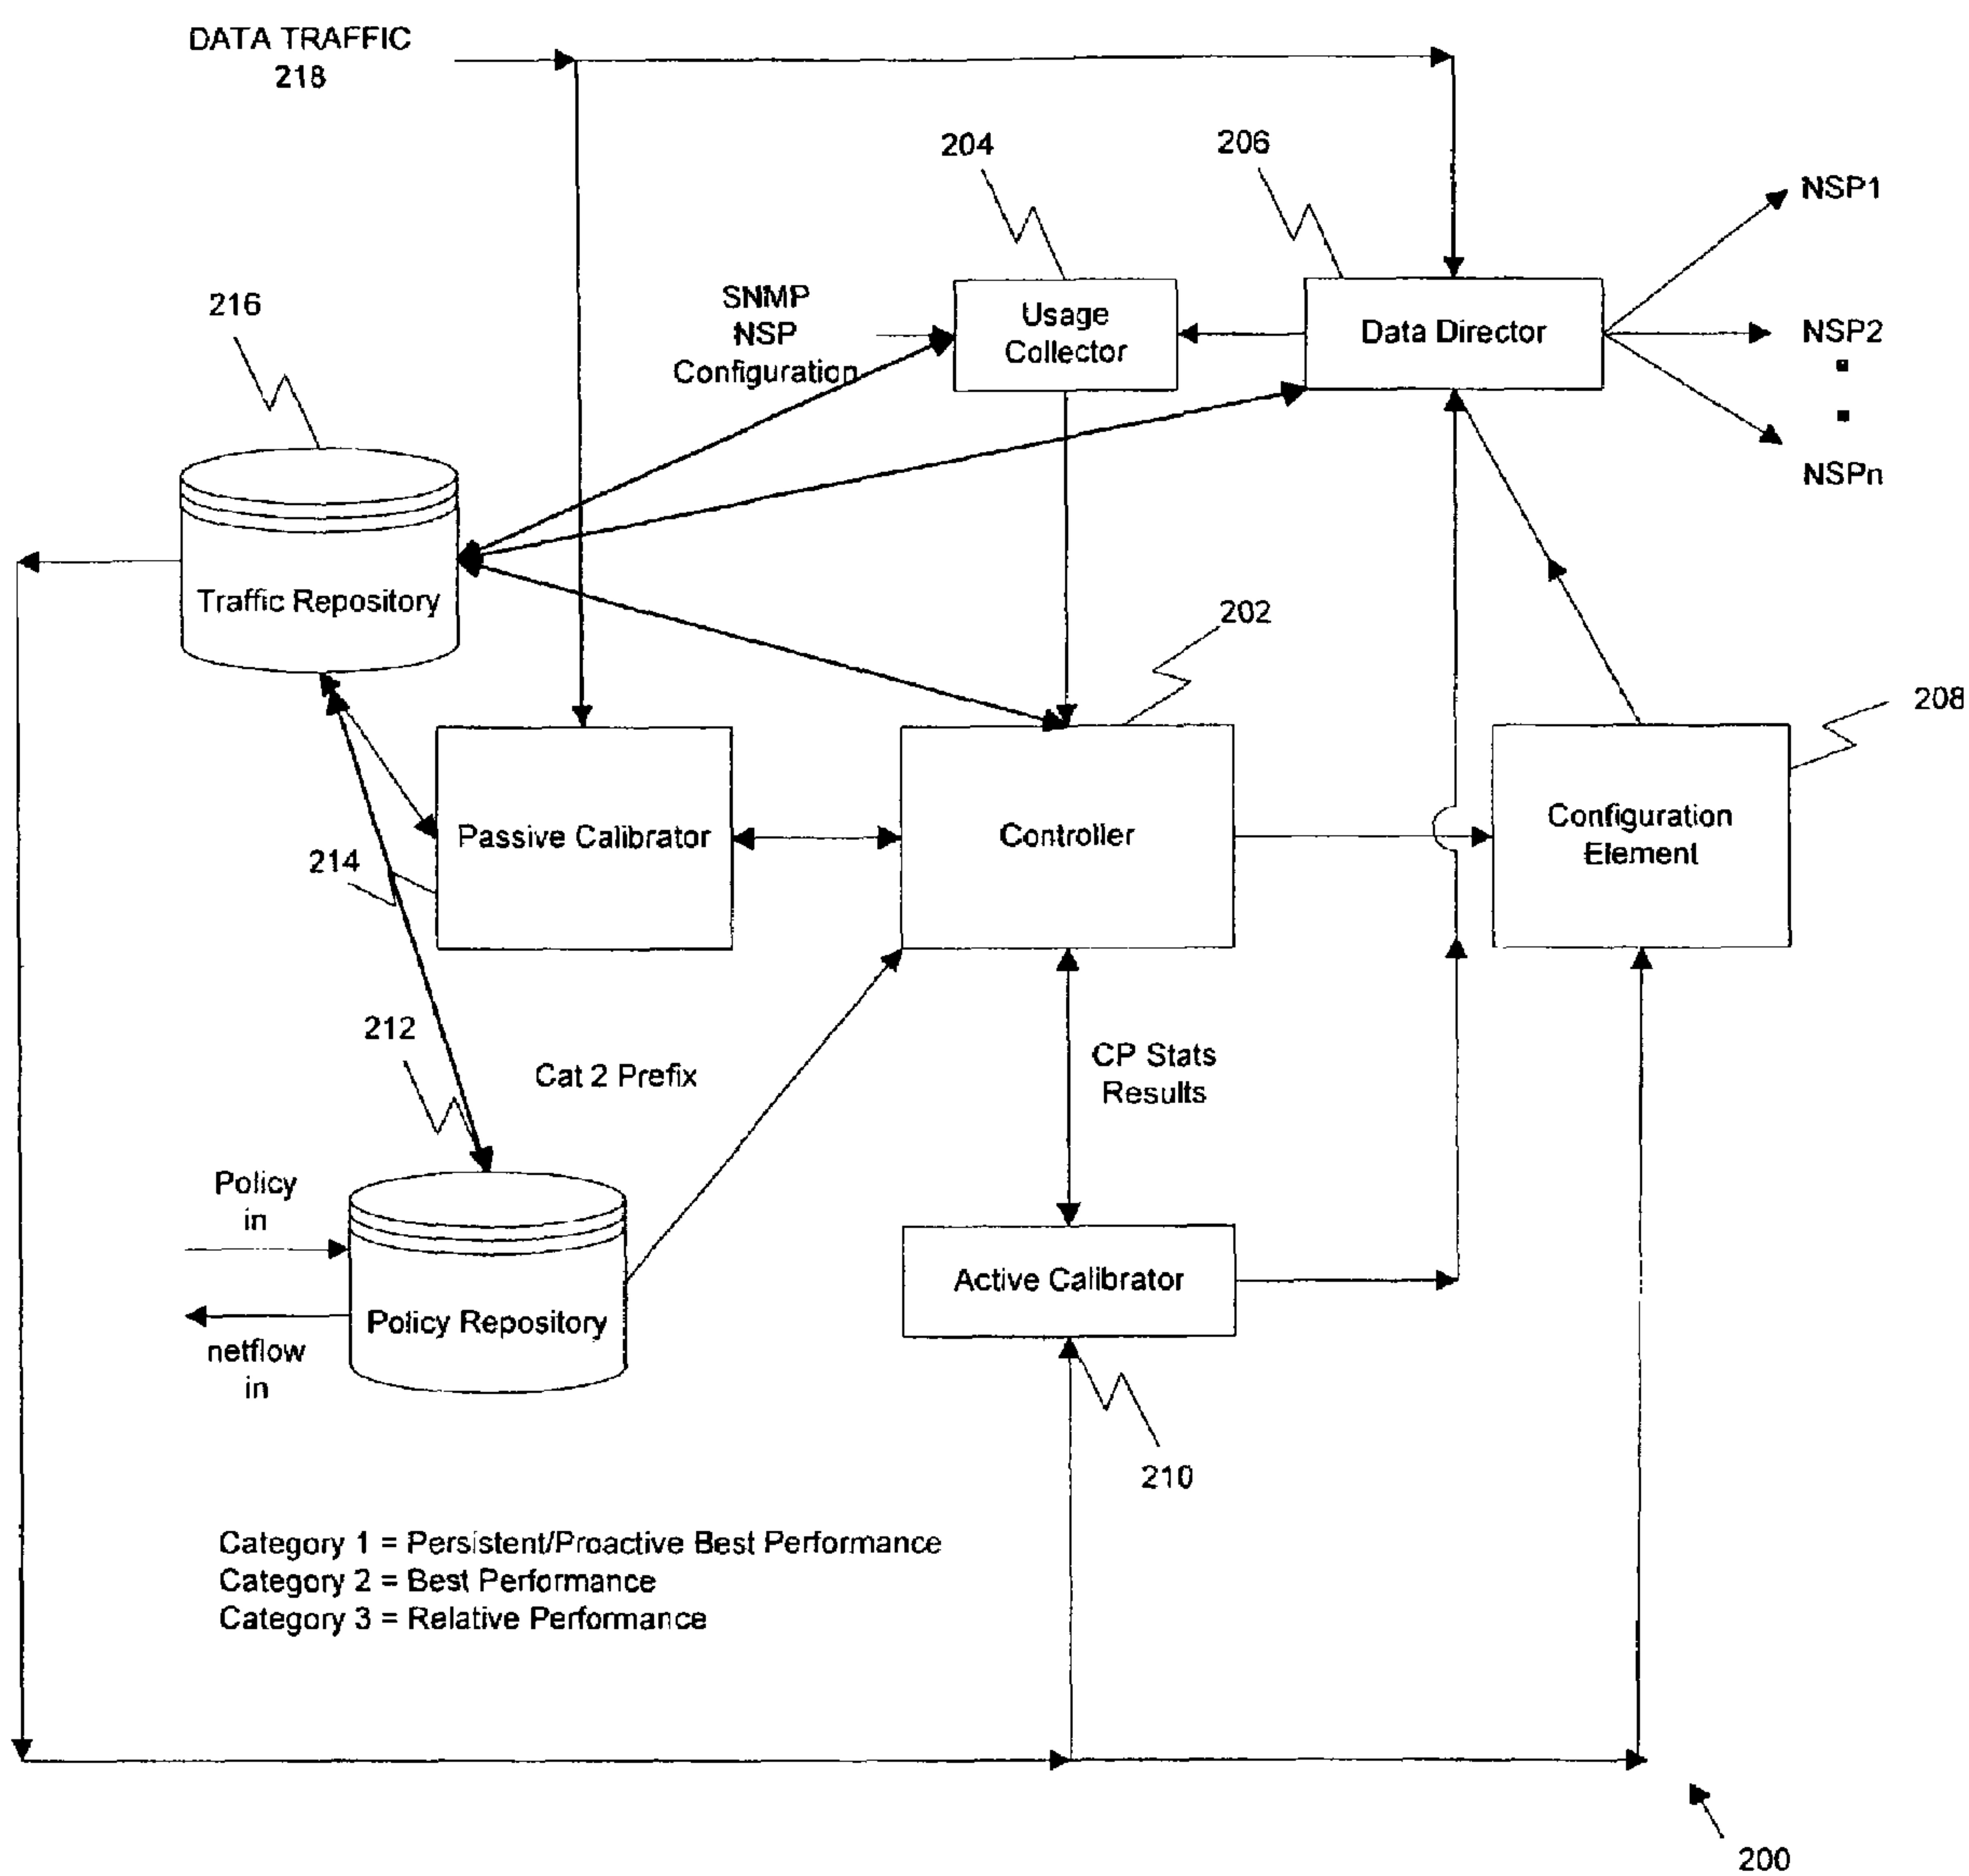 DATA TRAFFIC
218
204
206
NSP1
216
SNMP
NSP
Configuration
Usage
Collector
Data Director
NSP2
NSPn
Traffic Repository
202
208
Passive Calibrator
Controller
Configuration
Element
214
212
Cat 2 Prefix
CP Stats
Results
Policy
in
Policy Repository
netflow
in
Active Calibrator
210
Category 1 = Persistent/Proactive Best Performance
Category 2 = Best Performance
Category 3 = Relative Performance
200